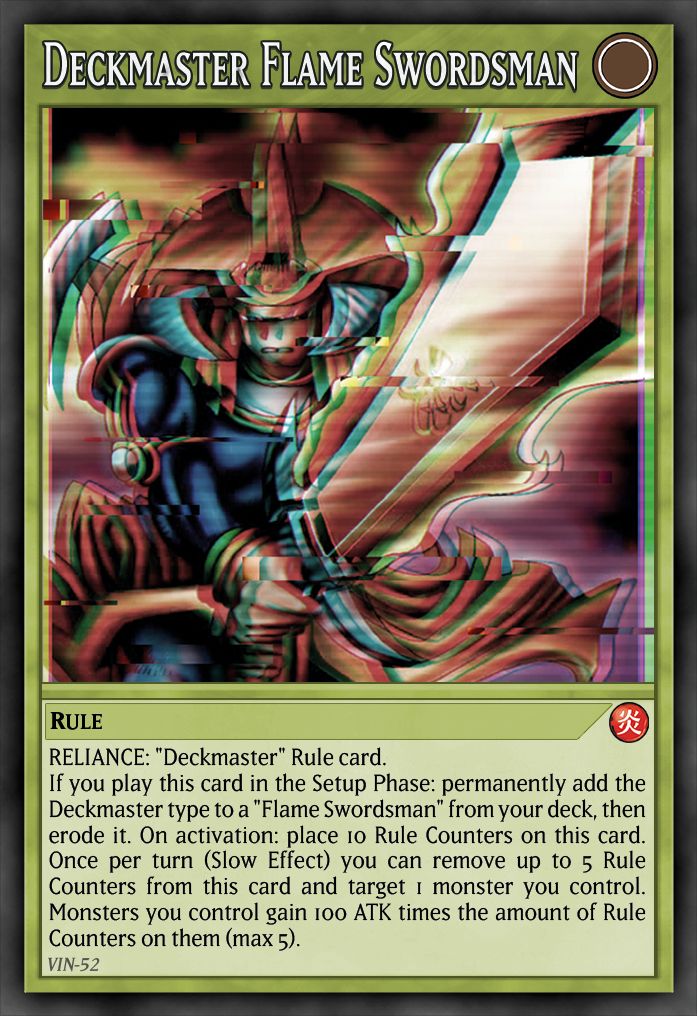 Deckmaster Flame Swordsman
Rule
炎
RELIANCE: "Deckmaster" Rule card.
If you play this card in the Setup Phase: permanently add the
Deckmaster type to a "Flame Swordsman" from your deck, then
erode it. On activation: place 10 Rule Counters on this card.
Once per turn (Slow Effect) you can remove up to 5 Rule
Counters from this card and target 1 monster you control.
Monsters you control gain 100 ATK times the amount of Rule
Counters on them (max 5).
VIN-52